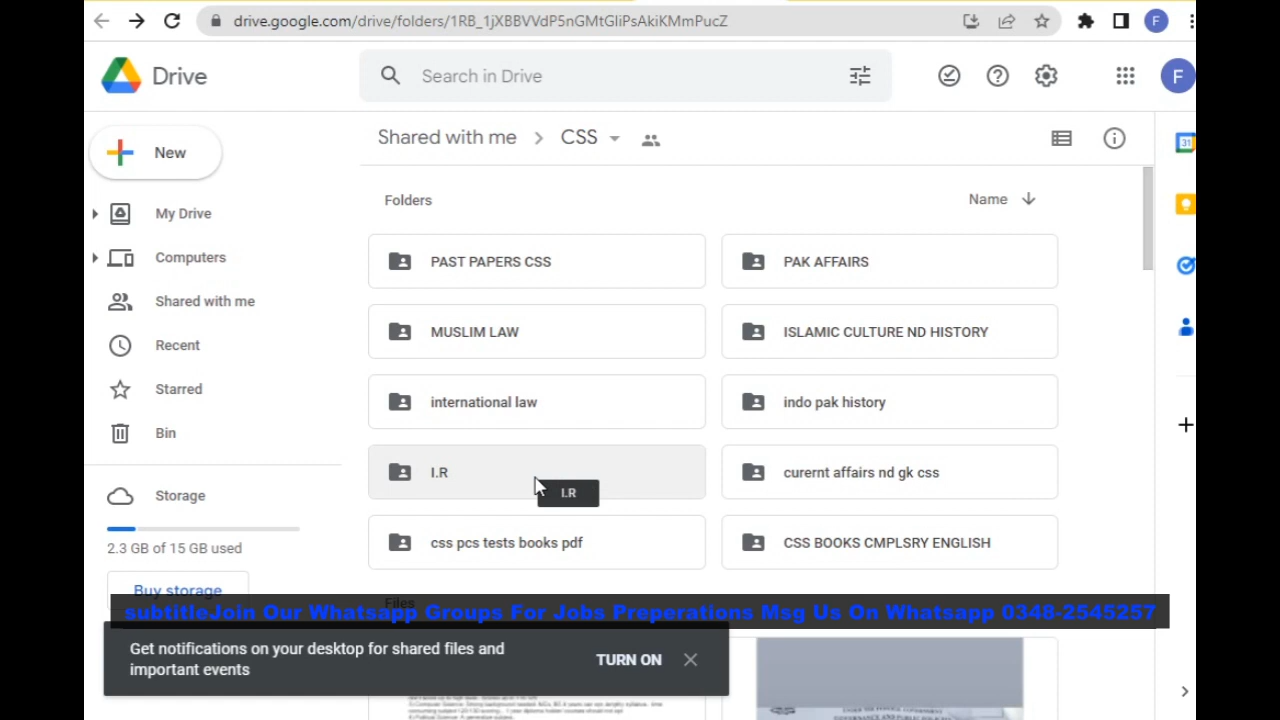 drive.google.com/drive/folders/1RB_1jXBBVVdP5nGMtGliPsAkiKMmPucZ
F
Drive
Search in Drive
F
New
Shared with me > CSS
31
My Drive
Computers
Shared with me
Recent
Starred
Bin
Storage
2.3 GB of 15 GB used
Buy storage
Folders
Name
PAST PAPERS CSS
PAK AFFAIRS
MUSLIM LAW
ISLAMIC CULTURE ND HISTORY
international law
indo pak history
I.R
I.R
curernt affairs nd gk css
css pcs tests books pdf
CSS BOOKS CMPLSRY ENGLISH
Files
subtitleJoin Our Whatsapp Groups For Jobs Preperations Msg Us On Whatsapp 0348-2545257
Get notifications on your desktop for shared files and
important events
TURN ON